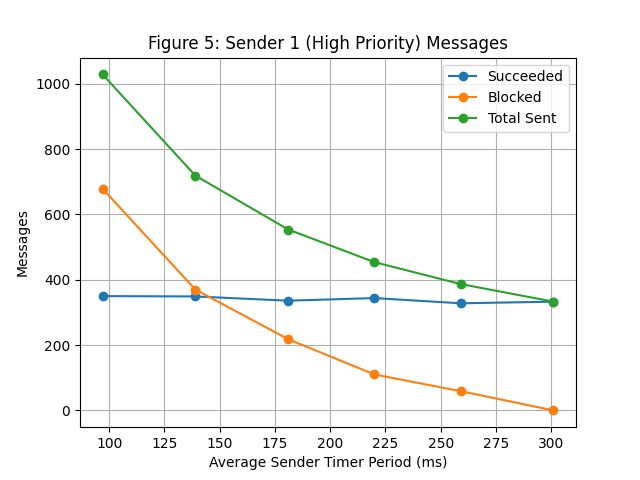 Figure 5: Sender 1 (High Priority) Messages
Succeeded
Blocked
Total Sent
1000
800
600
400
200
0
Messages
100 125 150 175 200 225 250 275 300
Average Sender Timer Period (ms)